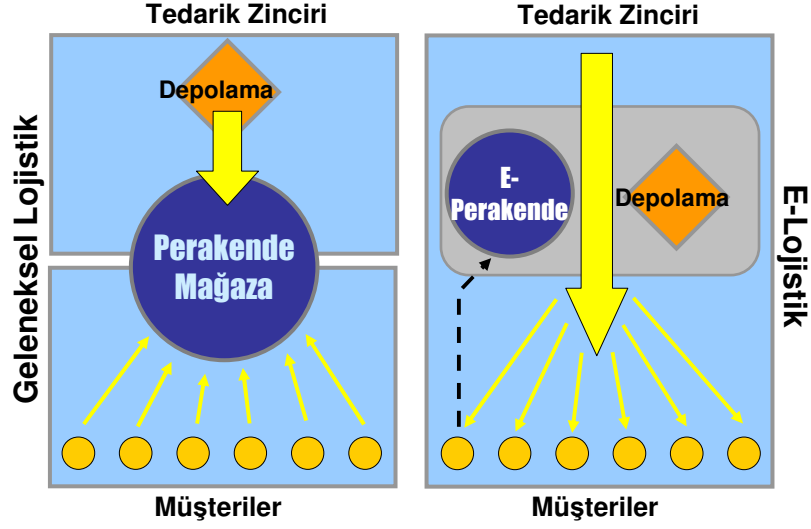 Tedarik Zinciri
Geleneksel Lojistik
Depolama
Perakende
Mağaza
Müşteriler
Tedarik Zinciri
E-
Perakende
Depolama
E-Lojistik
Müşteriler